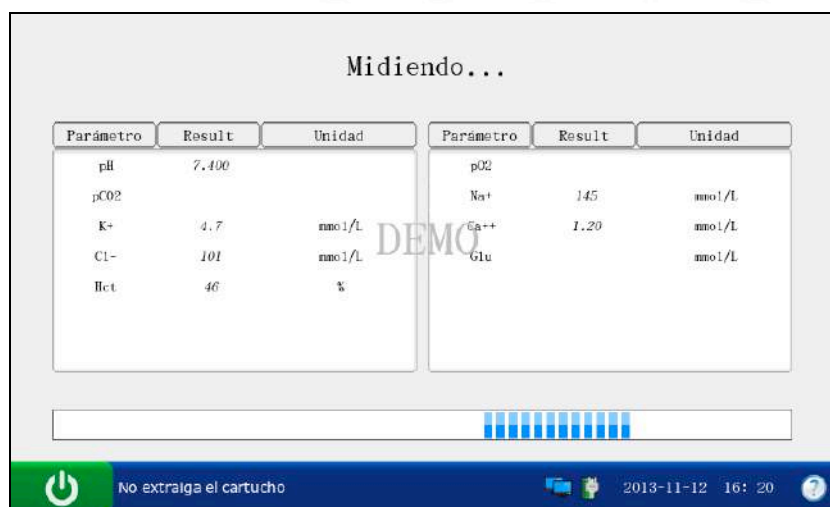 Midiendo...
Parámetro Result Unidad Parámetro Result Unidad
pH 7.400 pO2
pCO2 Na+ 145 mmol/L
K+ 4.7 mmol/L Ca++ 1.20 mmol/L
DEMO
Cl- 101 mmol/L Glu mmol/L
Hct 46 %
No extraiga el cartucho 2013-11-12 16: 20 ?